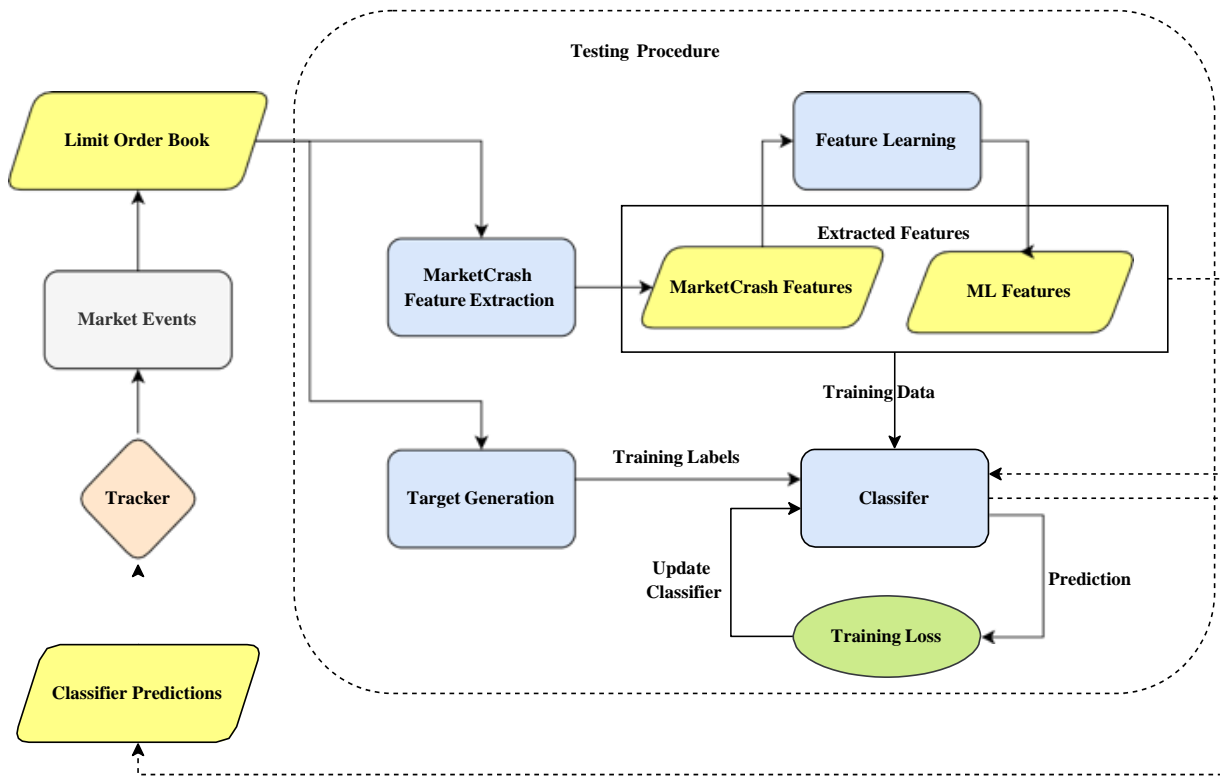 Testing Procedure
Limit Order Book
Feature Learning
Extracted Features
MarketCrash
Feature Extraction
MarketCrash Features
ML Features
Market Events
Training Data
Training Labels
Tracker
Target Generation
Classifer
Update
Classifier
Prediction
Training Loss
Classifier Predictions